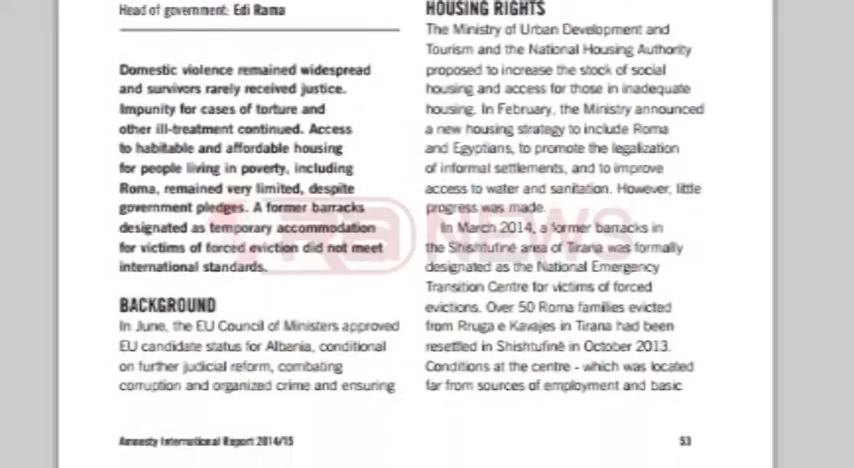 Head of government: Edi Rama
Domestic violence remained widespread
and survivors rarely received justice.
Impunity for cases of torture and
other ill-treatment continued. Access
to habitable and affordable housing
for people living in poverty, including
Roma, remained very limited, despite
government pledges. A former barracks
designated as temporary accommodation
for victims of forced eviction did not meet
international standards.
BACKGROUND
In June, the EU Council of Ministers approved
EU candidate status for Albania, conditional
on further judicial reform, combating
corruption and organized crime and ensuring
HOUSING RIGHTS
The Ministry of Urban Development and
Tourism and the National Housing Authority
proposed to increase the stock of social
housing and access for those in inadequate
housing. In February, the Ministry announced
a new housing strategy to include Roma
and Egyptians, to promote the legalization
of informal settlements, and to improve
access to water and sanitation. However, little
progress was made.
In March 2014, a former barracks in
the Shishtufinë area of Tirana was formally
designated as the National Emergency
Transition Centre for victims of forced
evictions. Over 50 Roma families evicted
from Rruga e Kavajes in Tirana had been
resettled in Shishtufinë in October 2013.
Conditions at the centre - which was located
far from sources of employment and basic
Amnesty International Report 2014/15
53
NEWS